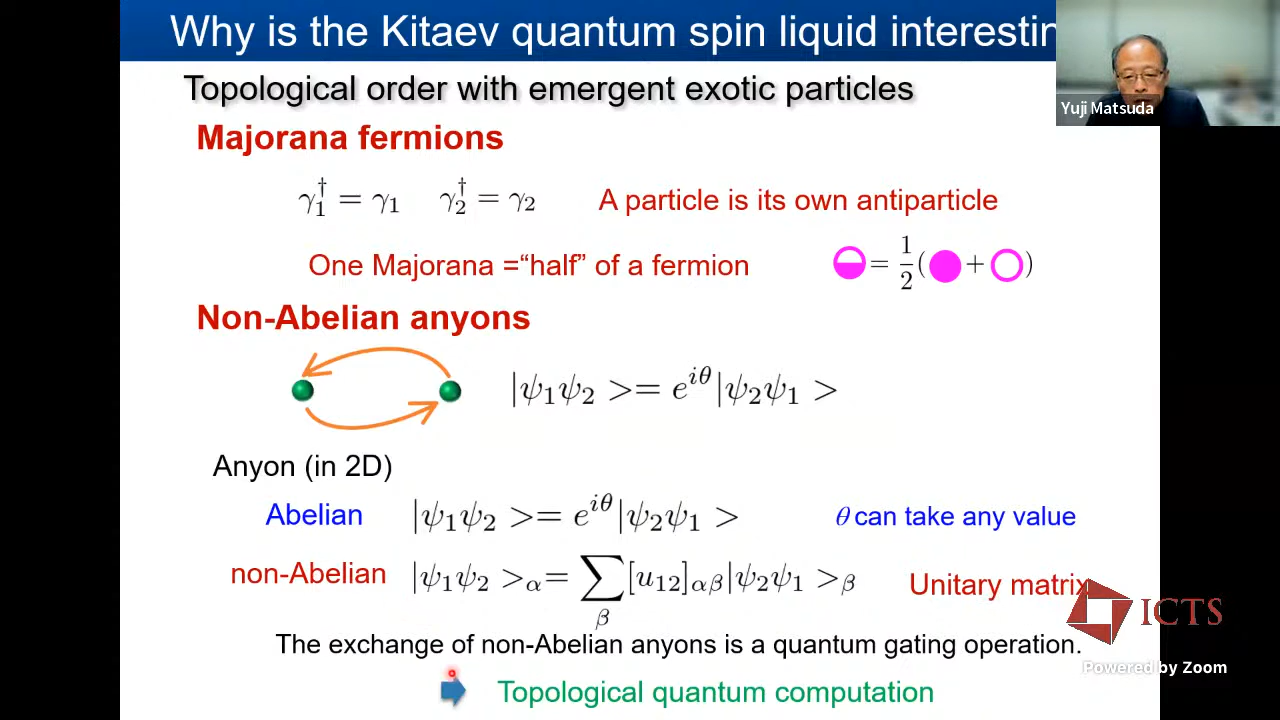 Why is the Kitaev quantum spin liquid interestin
Yuji Matsuda
Topological order with emergent exotic particles
Majorana fermions
γ₁† = γ₁ γ₂† = γ₂ A particle is its own antiparticle
One Majorana =“half” of a fermion = 1/2 ( + )
Non-Abelian anyons
|ψ₁ψ₂ >= e^{iθ}|ψ₂ψ₁ >
Anyon (in 2D)
Abelian |ψ₁ψ₂ >= e^{iθ}|ψ₂ψ₁ > θ can take any value
non-Abelian |ψ₁ψ₂ >_α= ∑_β [u₁₂]_{αβ}|ψ₂ψ₁ >_β Unitary matrix
ICTS
The exchange of non-Abelian anyons is a quantum gating operation.
Powered by Zoom
Topological quantum computation